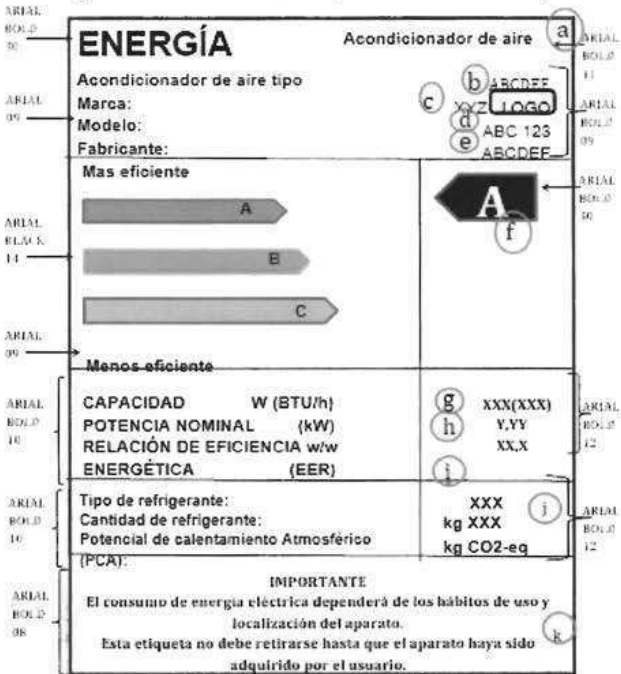 ARIAL
BOLD
30
ENERGÍA
Acondicionador de aire
a
ARIAL
BOLD
11
Acondicionador de aire tipo
b
ABCDEF
ARIAL
09
Marca:
c
XYZ
LOGO
ARIAL
BOLD
09
Modelo:
d
ABC 123
Fabricante:
e
ABCDEF
Mas eficiente
ARIAL
BOLD
A
f
A
ARIAL
BLACK
14
B
C
ARIAL
09
Menos eficiente
ARIAL
BOLD
10
CAPACIDAD W (BTU/h)
g
XXX(XXX)
ARIAL
BOLD
12
POTENCIA NOMINAL (kW)
h
Y,YY
RELACIÓN DE EFICIENCIA w/w
XX,X
ENERGÉTICA (EER)
i
ARIAL
BOLD
10
Tipo de refrigerante:
XXX
j
ARIAL
BOLD
12
Cantidad de refrigerante:
kg XXX
Potencial de calentamiento Atmosférico
kg CO2-eq
(PCA):
ARIAL
BOLD
08
IMPORTANTE
El consumo de energía eléctrica dependerá de los hábitos de uso y
localización del aparato.
k
Esta etiqueta no debe retirarse hasta que el aparato haya sido
adquirido por el usuario.